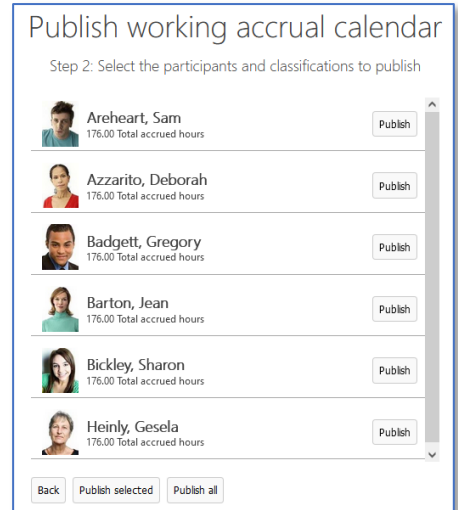 Publish working accrual calendar
Step 2: Select the participants and classifications to publish
Areheart, Sam
176.00 Total accrued hours
Publish
Azzarito, Deborah
176.00 Total accrued hours
Publish
Badgett, Gregory
176.00 Total accrued hours
Publish
Barton, Jean
176.00 Total accrued hours
Publish
Bickley, Sharon
176.00 Total accrued hours
Publish
Heinly, Gesela
176.00 Total accrued hours
Publish
Back Publish selected Publish all